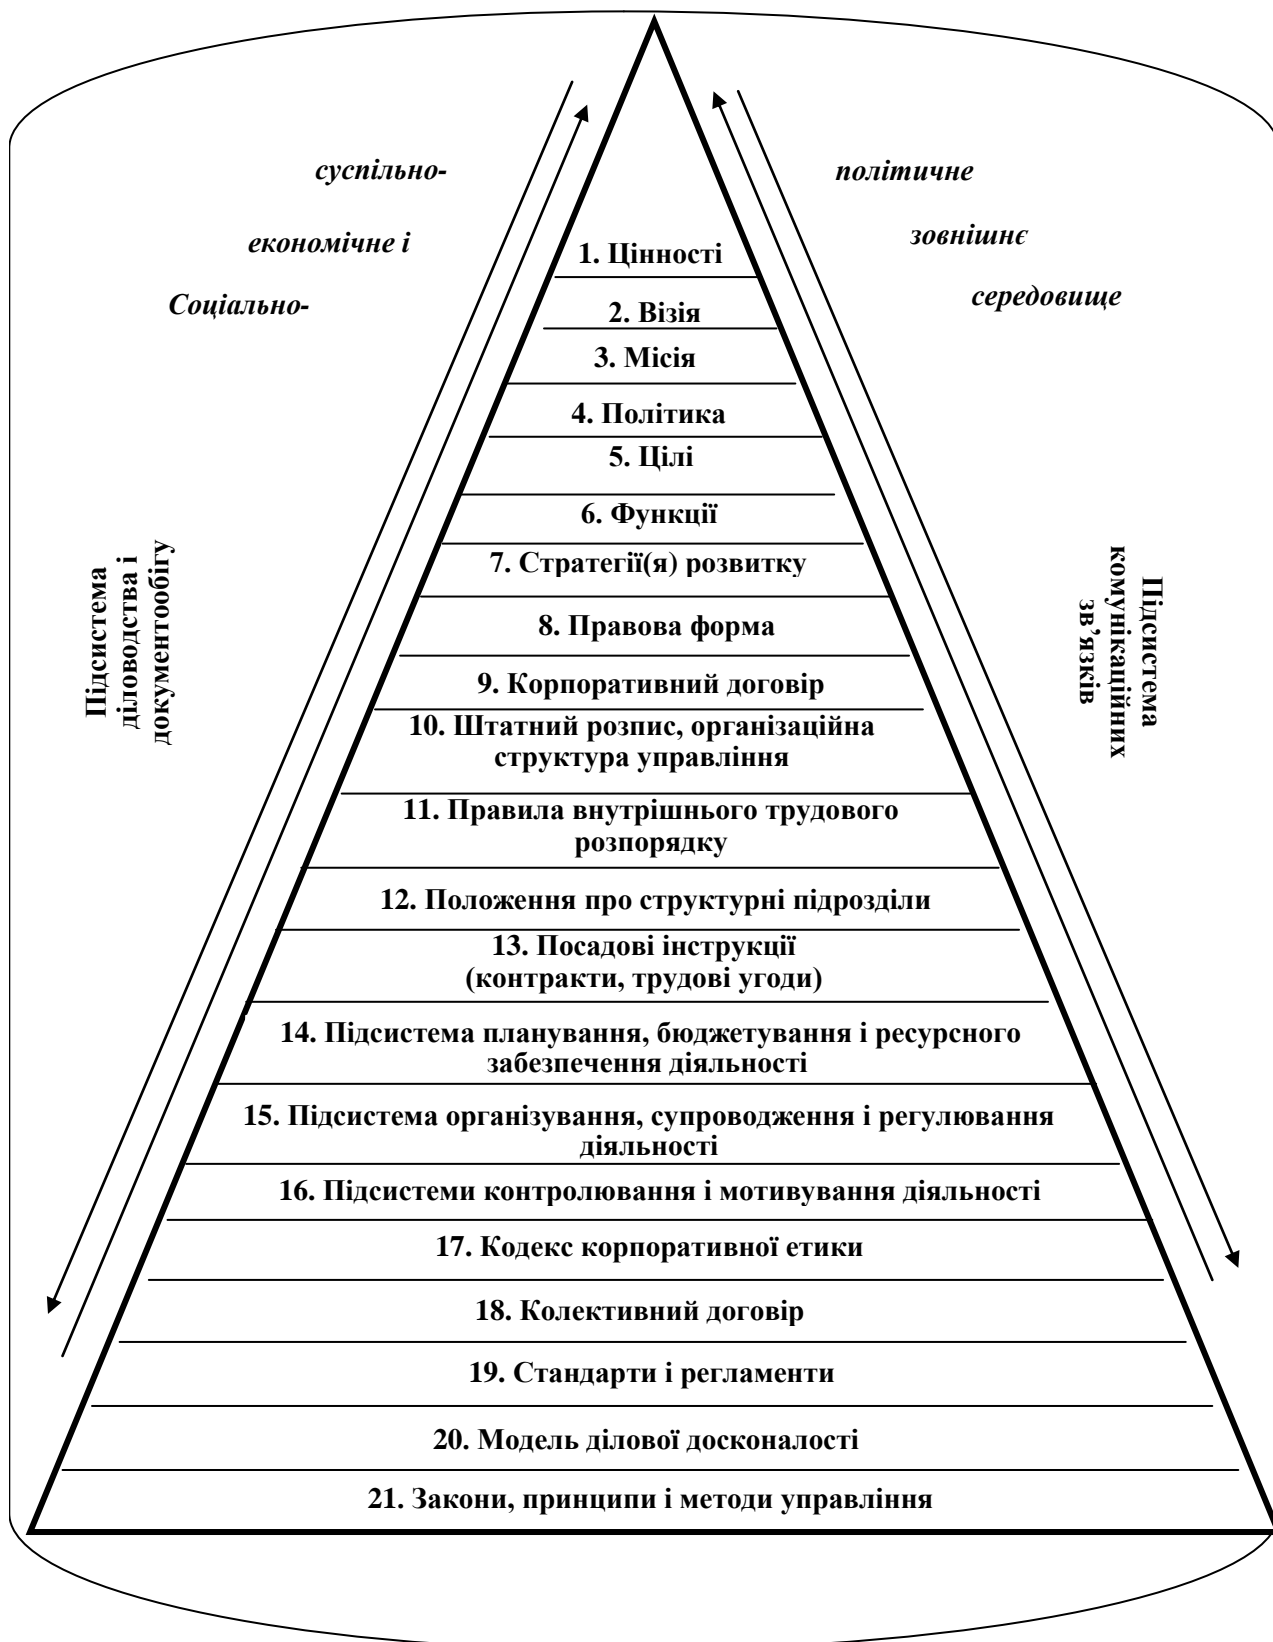 суспільно-
політичне
економічне і
зовнішнє
Соціально-
середовище
1. Цінності
2. Візія
3. Місія
4. Політика
5. Цілі
6. Функції
7. Стратегії(я) розвитку
8. Правова форма
9. Корпоративний договір
10. Штатний розпис, організаційна
структура управління
11. Правила внутрішнього трудового
розпорядку
12. Положення про структурні підрозділи
13. Посадові інструкції
(контракти, трудові угоди)
14. Підсистема планування, бюджетування і ресурсного
забезпечення діяльності
15. Підсистема організування, супроводження і регулювання
діяльності
16. Підсистеми контролювання і мотивування діяльності
17. Кодекс корпоративної етики
18. Колективний договір
19. Стандарти і регламенти
20. Модель ділової досконалості
21. Закони, принципи і методи управління
Підсистема
діловодства і
документообігу
Підсистема
комунікаційних
зв’язків